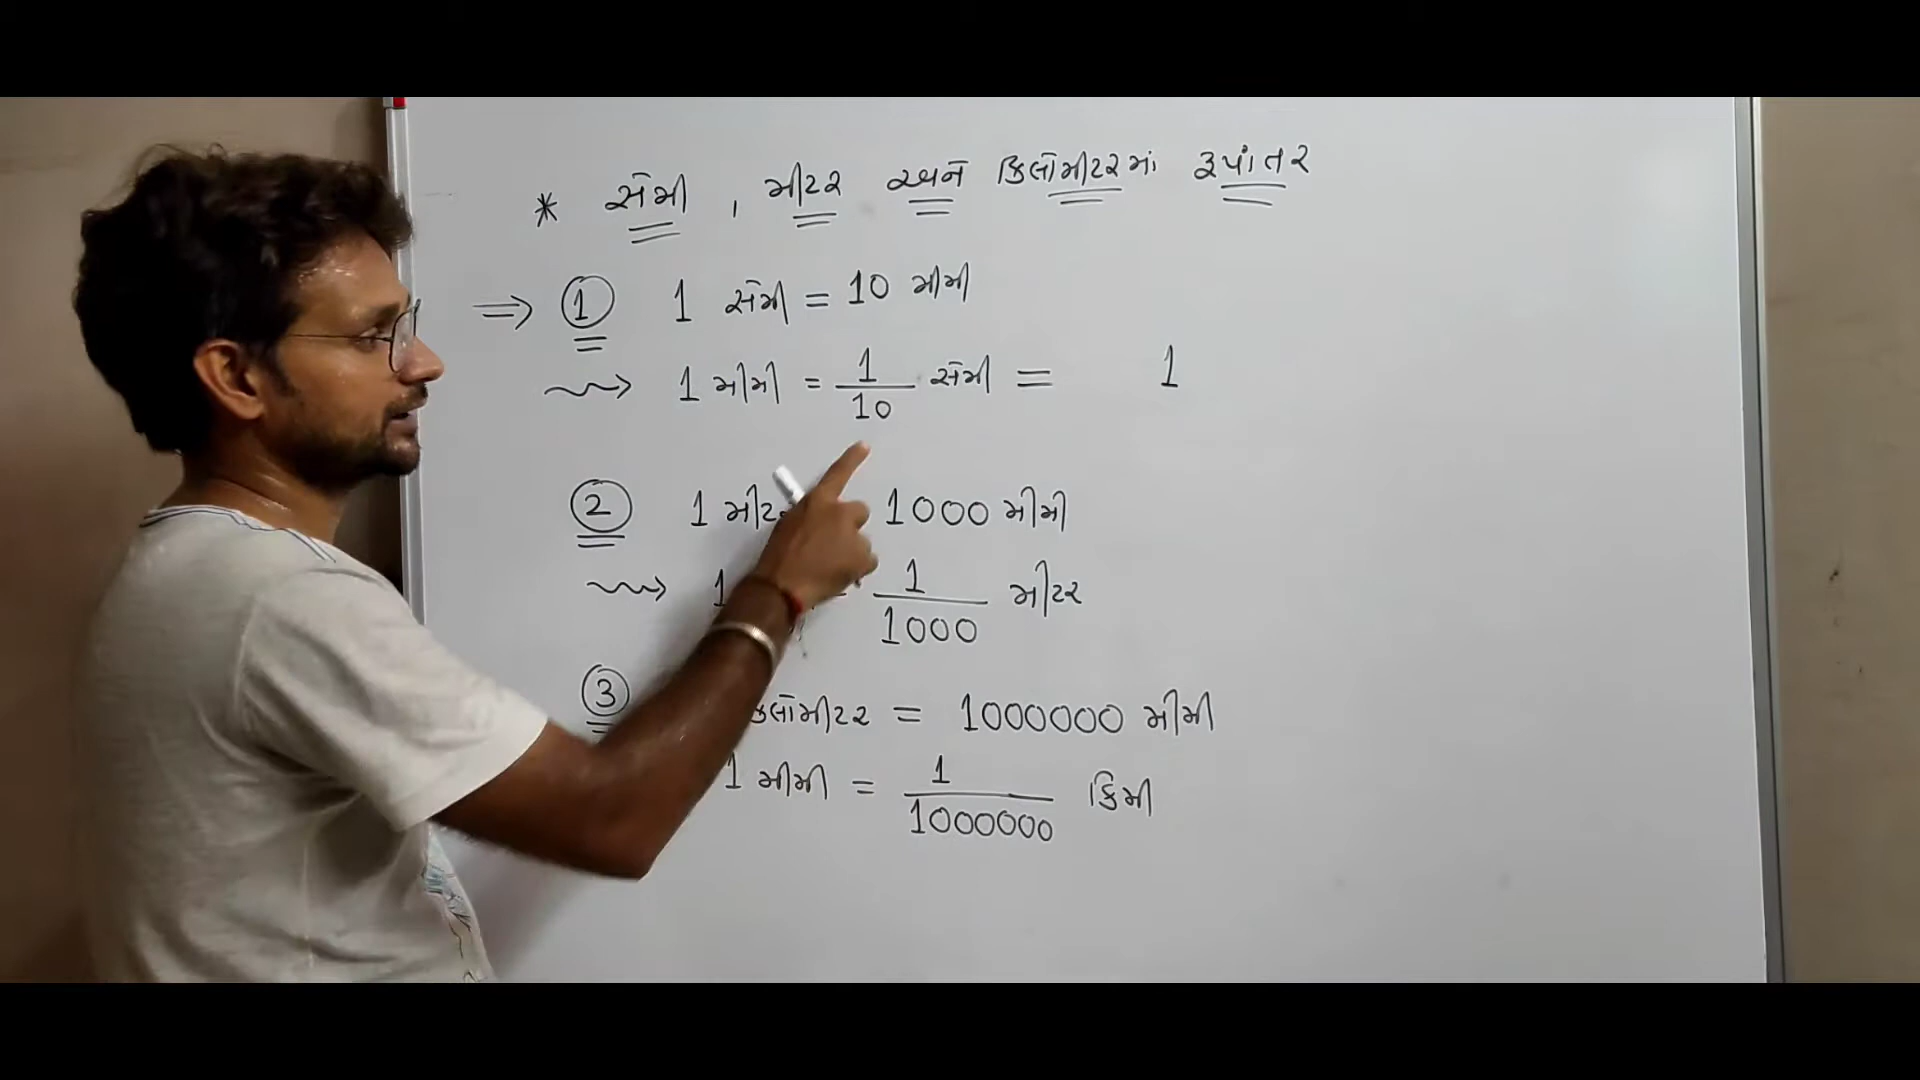 * સેમી , મીટર અને કિલોમીટરમાં રૂપાંતર
⇒ ① 1 સેમી = 10 મીમી
⇝ 1 મીમી = 1/10 સેમી = 1
② 1 મીટર 1000 મીમી
⇝ 1 = 1/1000 મીટર
③ કિલોમીટર = 1000000 મીમી
1 મીમી = 1/1000000 કિમી